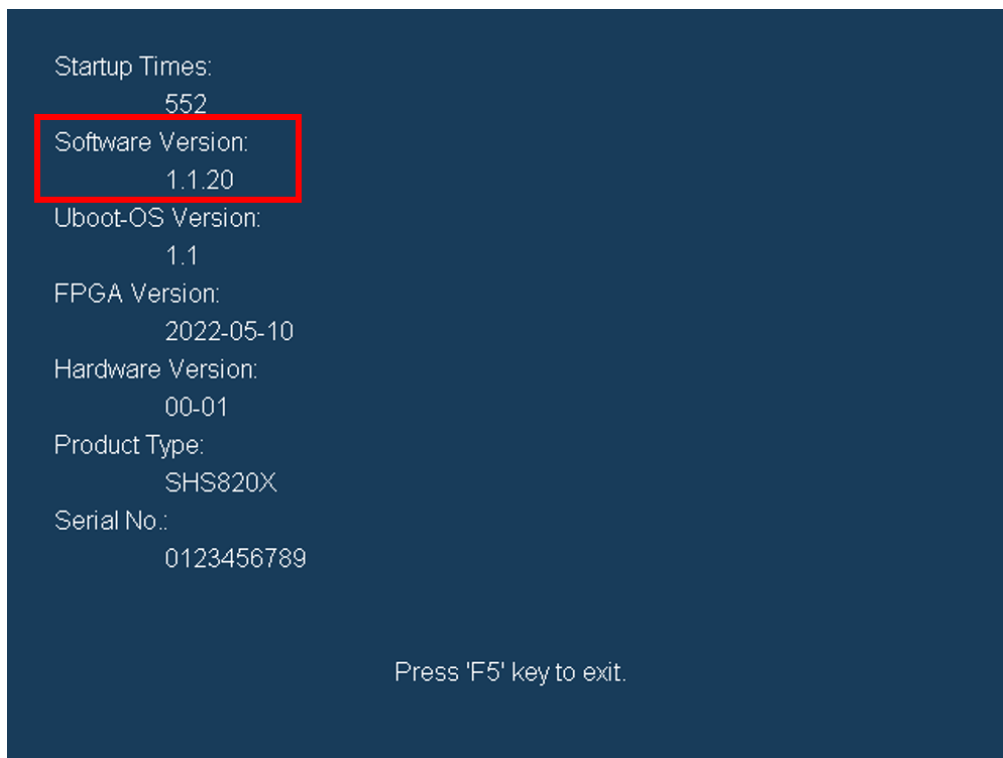 Startup Times:
552
Software Version:
1.1.20
Uboot-OS Version:
1.1
FPGA Version:
2022-05-10
Hardware Version:
00-01
Product Type:
SHS820X
Serial No.:
0123456789
Press 'F5' key to exit.